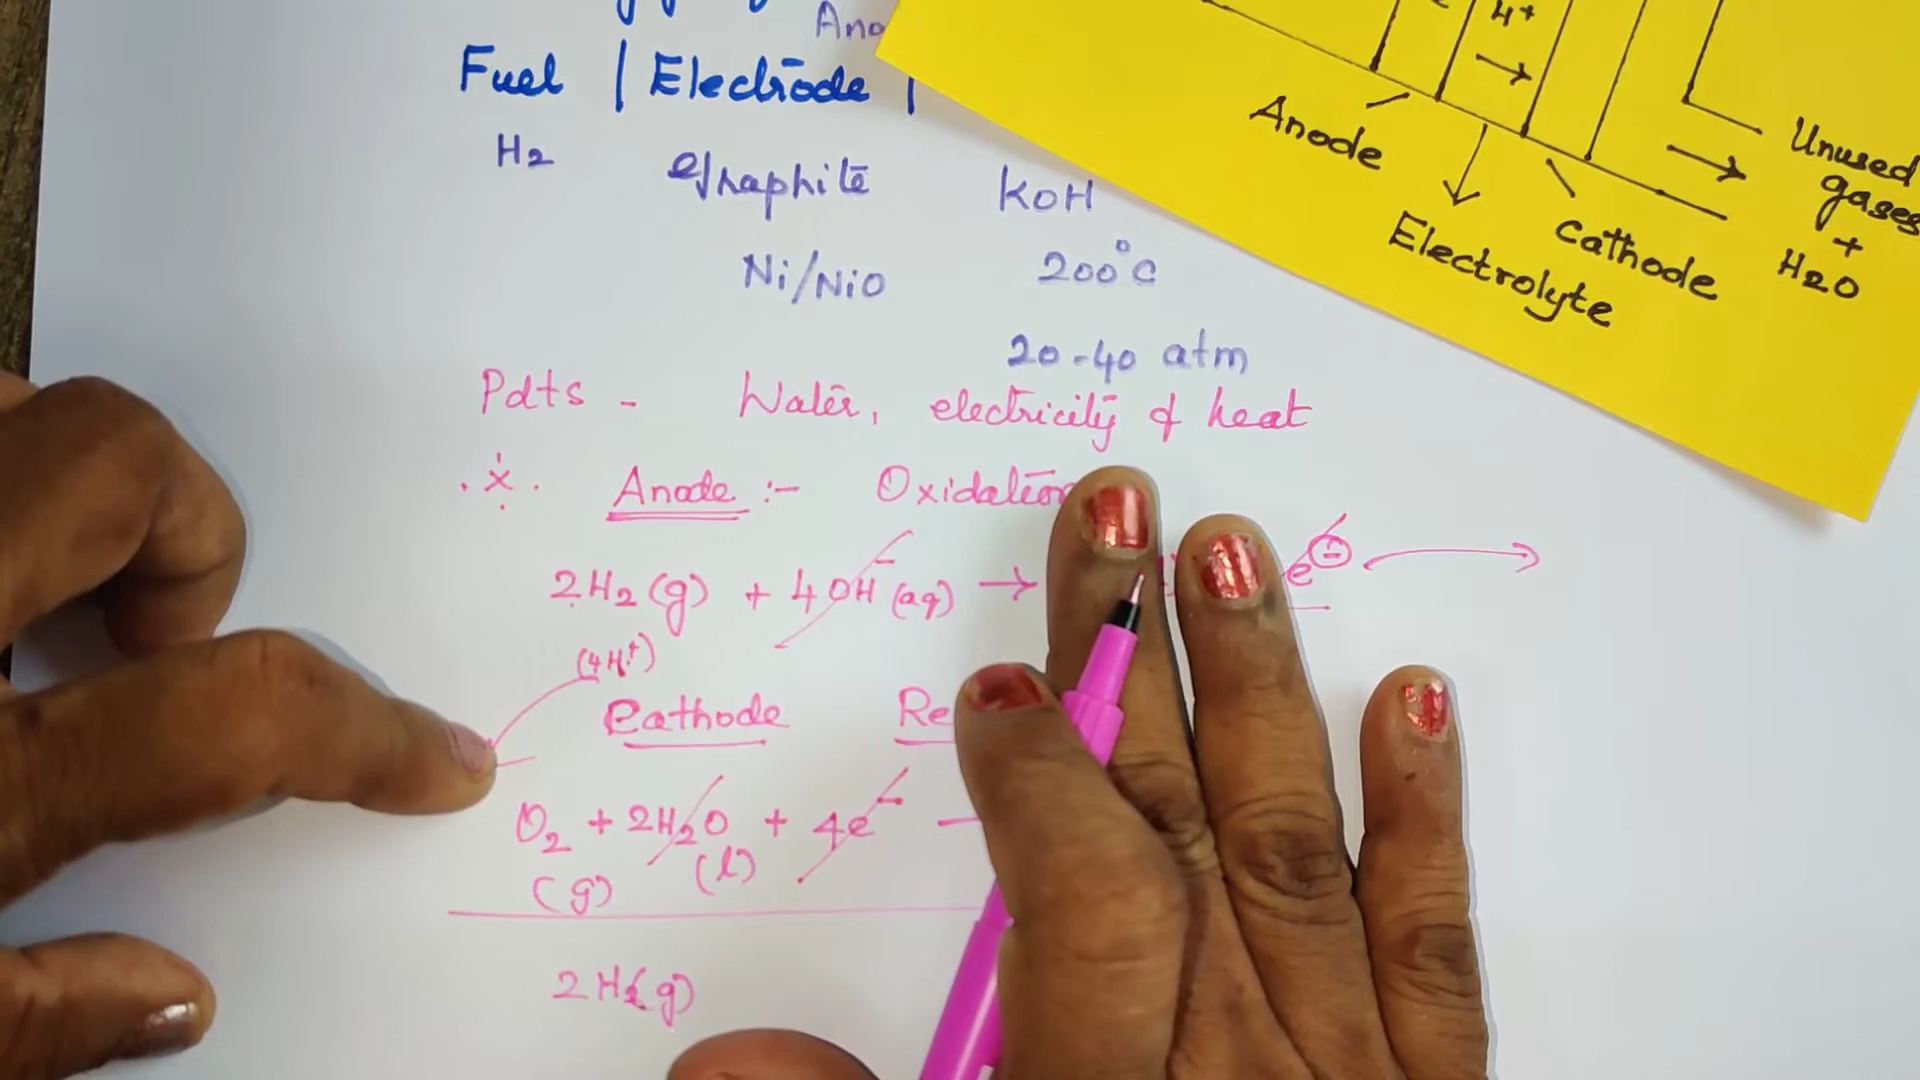 Ano
Fuel | Electrode |
H2 Graphite KOH
Ni/NiO 200°C
20-40 atm
Pdts - Water, electricity & heat
Anode :- Oxidation
2H2(g) + 4OH⁻(aq) → e⁻ →
(4H⁺)
Cathode Re
O2 + 2H2O + 4e⁻ -
(g) (l)
2H2(g)
H+
→
Anode
Electrolyte
Cathode
→
Unused
gases
+
H2O